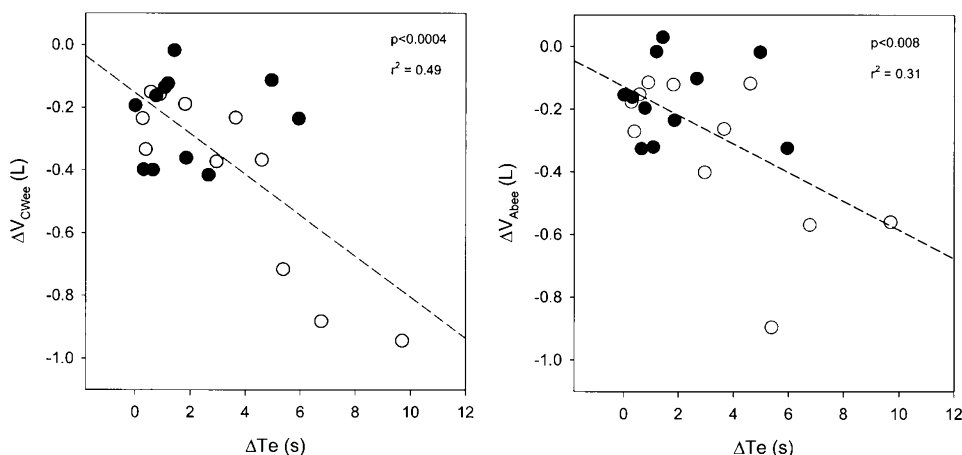 p<0.0004
r² = 0.49
0.0
-0.2
-0.4
-0.6
-0.8
-1.0
ΔV_CWee (L)
0 2 4 6 8 10 12
ΔTe (s)
p<0.008
r² = 0.31
0.0
-0.2
-0.4
-0.6
-0.8
-1.0
ΔV_Abee (L)
0 2 4 6 8 10 12
ΔTe (s)